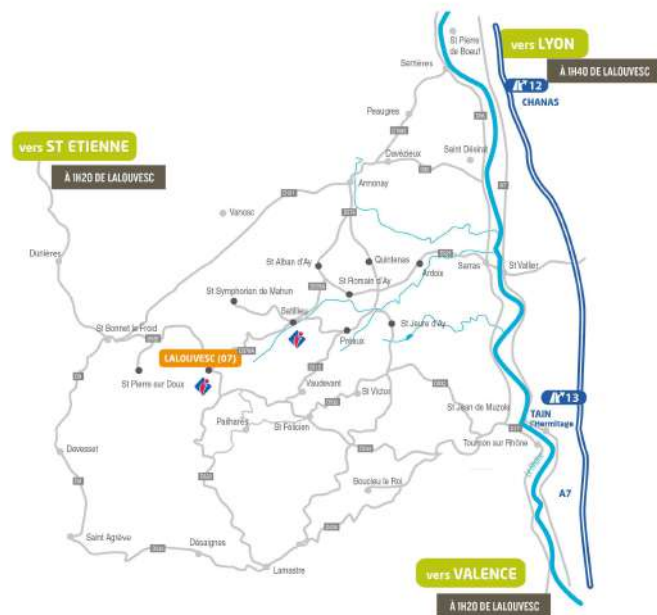 St Pierre
de Boeuf
vers LYON
À 1H40 DE LALOUVESC
Serrières
12
CHANAS
Peaugres
vers ST ETIENNE
À 1H20 DE LALOUVESC
Davézieux
Saint Désirat
Annonay
Vanosc
Dunières
St Alban d'Ay
Quintenas
St Romain d'Ay
Ardoix
Sarras
St Vallier
St Symphorien de Mahun
Satillieu
St Bonnet le Froid
Préaux
St Jeure d'Ay
LALOUVESC (07)
St Pierre sur Doux
Vaudevant
St Victor
13
TAIN
l'Hermitage
St Jean de Muzols
Pailharès
St Félicien
Tournon sur Rhône
Devesset
Boucieu le Roi
A7
Saint Agrève
Désaignes
Lamastre
vers VALENCE
À 1H20 DE LALOUVESC